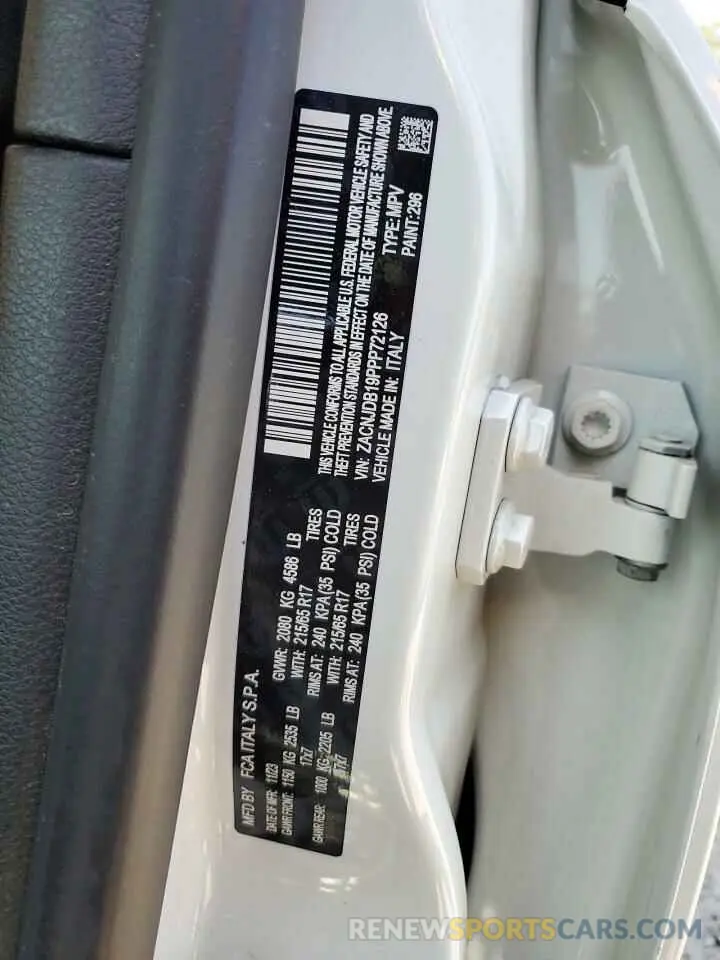 MFD BY FCA ITALY S.P.A.
DATE OF MFR: 11/23 GVWR: 2080 KG 4586 LB
GAWR FRONT: 1150 KG 2535 LB WITH: 215/65 R17 TIRES
17x7 RIMS AT: 240 KPA(35 PSI) COLD
GAWR REAR: 1000 KG 2205 LB WITH: 215/65 R17 TIRES
17x7 RIMS AT: 240 KPA(35 PSI) COLD
THIS VEHICLE CONFORMS TO ALL APPLICABLE U.S. FEDERAL MOTOR VEHICLE SAFETY AND
THEFT PREVENTION STANDARDS IN EFFECT ON THE DATE OF MANUFACTURE SHOWN ABOVE.
VIN: ZACNJDB19PPP72126 TYPE: MPV
VEHICLE MADE IN: ITALY PAINT: 296
RENEWSPORTSCARS.COM